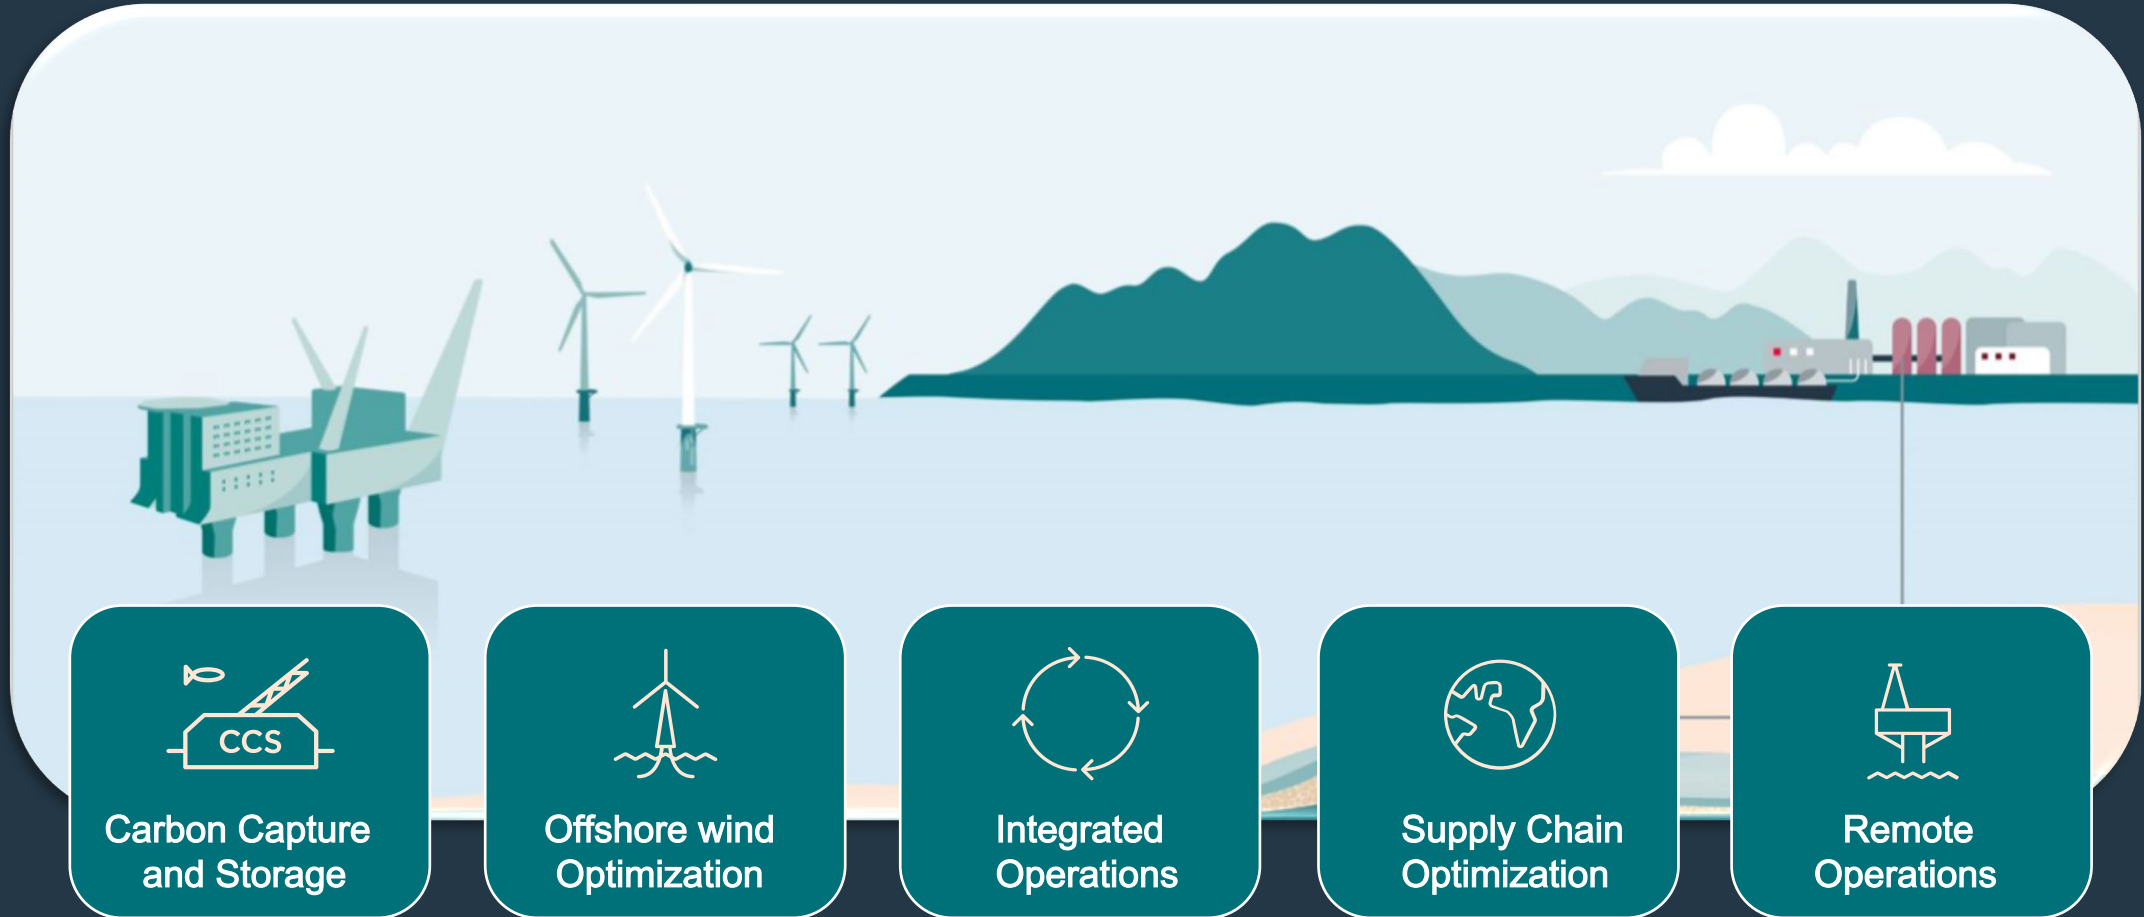 CCS
Carbon Capture
and Storage
Offshore wind
Optimization
Integrated
Operations
Supply Chain
Optimization
Remote
Operations